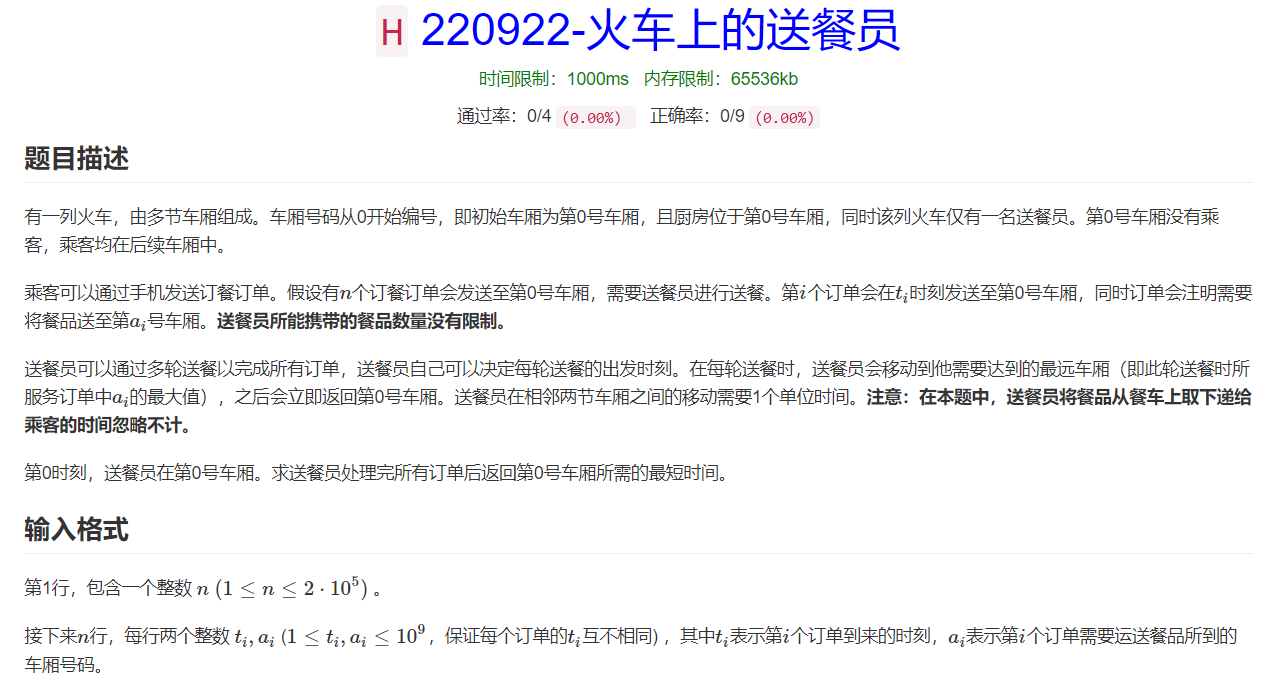 H 220922-火车上的送餐员
时间限制：1000ms 内存限制：65536kb
通过率：0/4 (0.00%) 正确率：0/9 (0.00%)
题目描述
有一列火车，由多节车厢组成。车厢号码从0开始编号，即初始车厢为第0号车厢，且厨房位于第0号车厢，同时该列火车仅有一名送餐员。第0号车厢没有乘
客，乘客均在后续车厢中。
乘客可以通过手机发送订餐订单。假设有n个订餐订单会发送至第0号车厢，需要送餐员进行送餐。第i个订单会在t_i时刻发送至第0号车厢，同时订单会注明需要
将餐品送至第a_i号车厢。送餐员所能携带的餐品数量没有限制。
送餐员可以通过多轮送餐以完成所有订单，送餐员自己可以决定每轮送餐的出发时刻。在每轮送餐时，送餐员会移动到他需要达到的最远车厢（即此轮送餐时所
服务订单中a_i的最大值），之后会立即返回第0号车厢。送餐员在相邻两节车厢之间的移动需要1个单位时间。注意：在本题中，送餐员将餐品从餐车上取下递给
乘客的时间忽略不计。
第0时刻，送餐员在第0号车厢。求送餐员处理完所有订单后返回第0号车厢所需的最短时间。
输入格式
第1行，包含一个整数 n (1 ≤ n ≤ 2 · 10^5) 。
接下来n行，每行两个整数 t_i, a_i (1 ≤ t_i, a_i ≤ 10^9，保证每个订单的t_i互不相同) ，其中t_i表示第i个订单到来的时刻，a_i表示第i个订单需要运送餐品所到的
车厢号码。